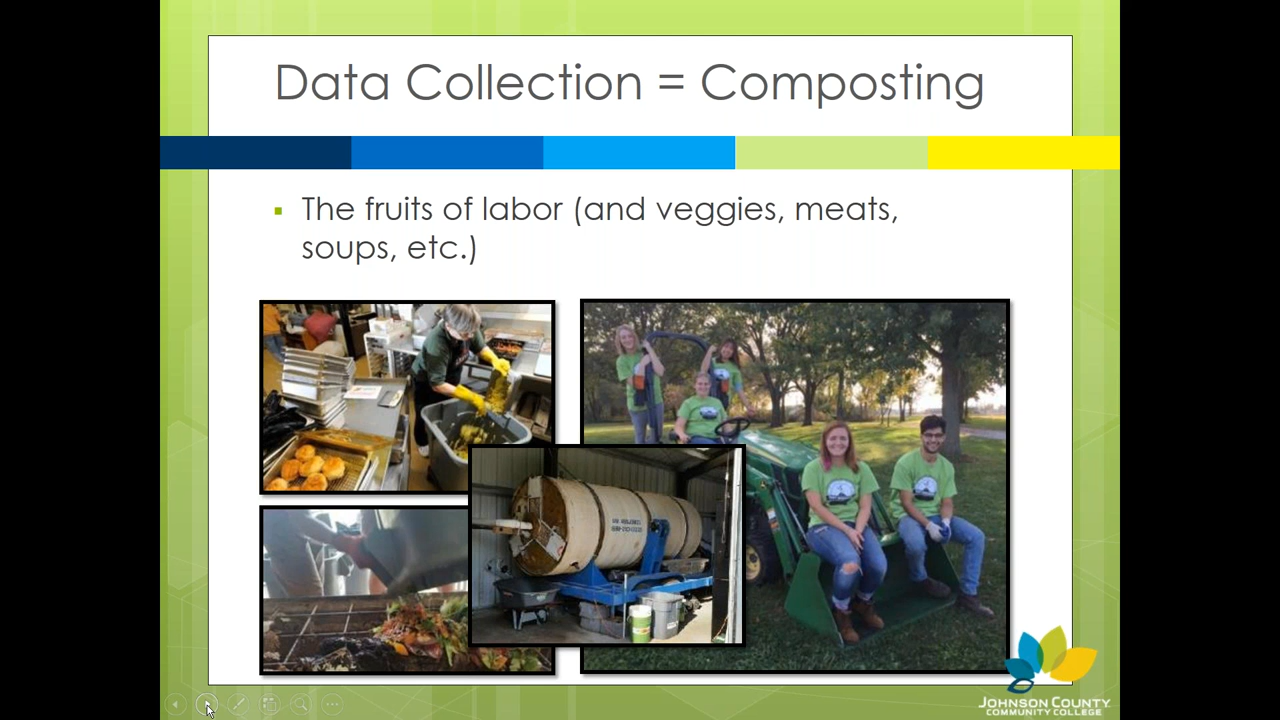 Data Collection = Composting
▪ The fruits of labor (and veggies, meats,
soups, etc.)
JOHNSON COUNTY
COMMUNITY COLLEGE